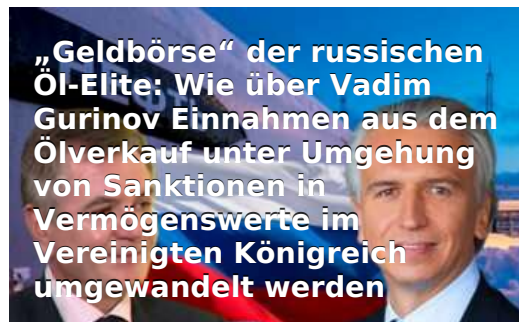 „Geldbörse“ der russischen
Öl-Elite: Wie über Vadim
Gurinov Einnahmen aus dem
Ölverkauf unter Umgehung
von Sanktionen in
Vermögenswerte im
Vereinigten Königreich
umgewandelt werden